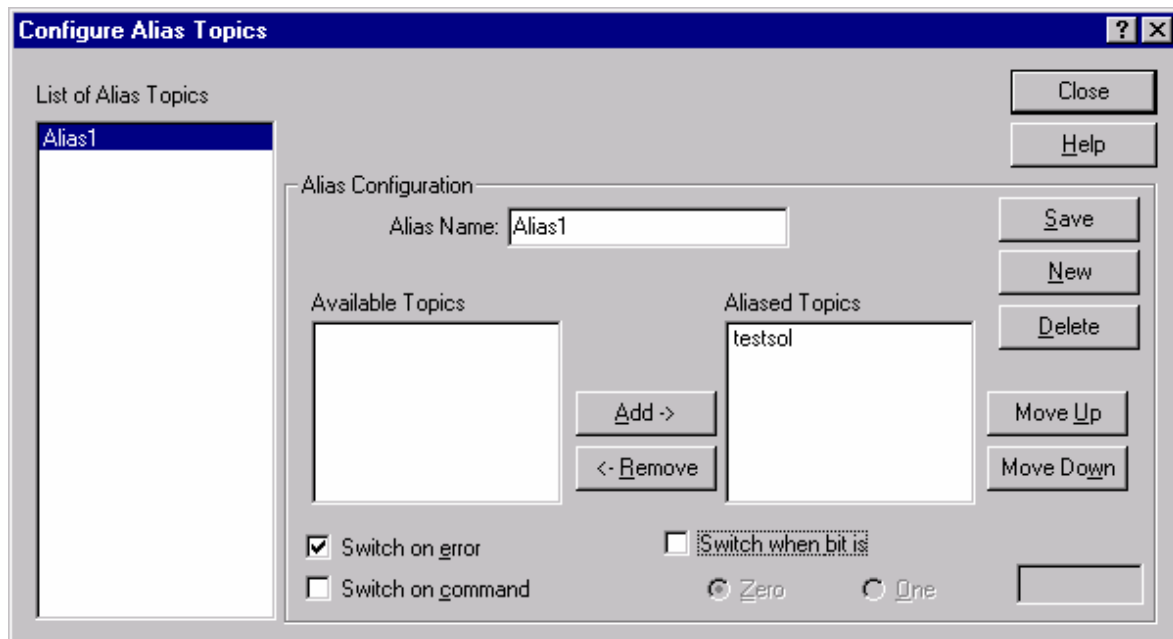 Configure Alias Topics
List of Alias Topics
Close
Alias1
Help
Alias Configuration
Alias Name: Alias1
Save
New
Available Topics
Aliased Topics
Delete
testsol
Add ->
Move Up
<- Remove
Move Down
Switch on error
Switch when bit is
Switch on command
Zero
One